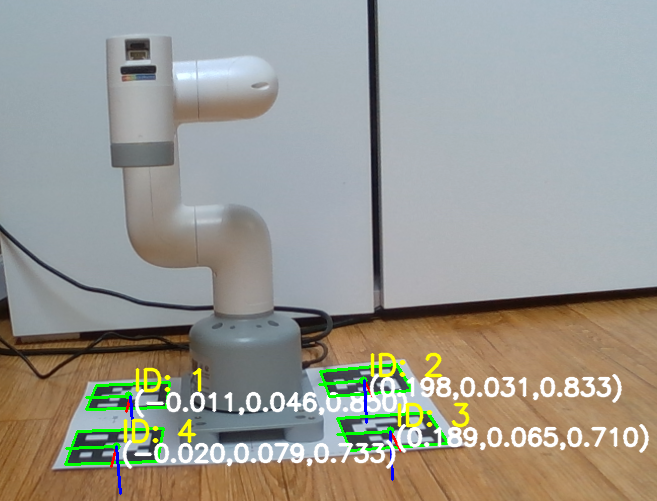 ID: 1
(-0.011,0.046,0.850)
ID: 2
(0.198,0.031,0.833)
ID: 3
(0.189,0.065,0.710)
ID: 4
(-0.020,0.079,0.733)